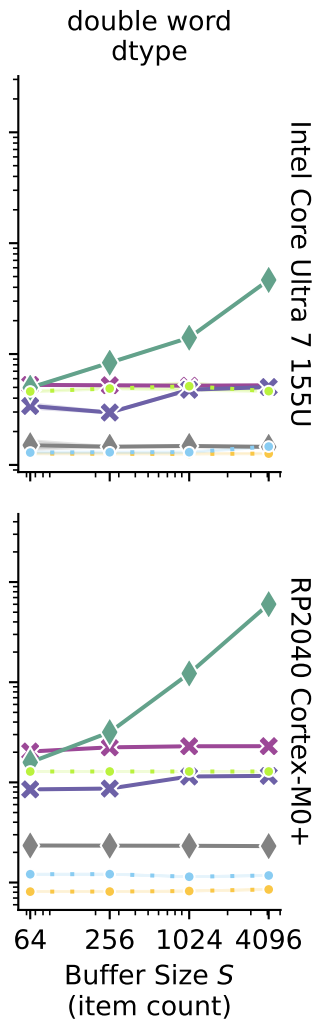 double word
dtype
Intel Core Ultra 7 155U
RP2040 Cortex-M0+
64 256 1024 4096
Buffer Size S
(item count)